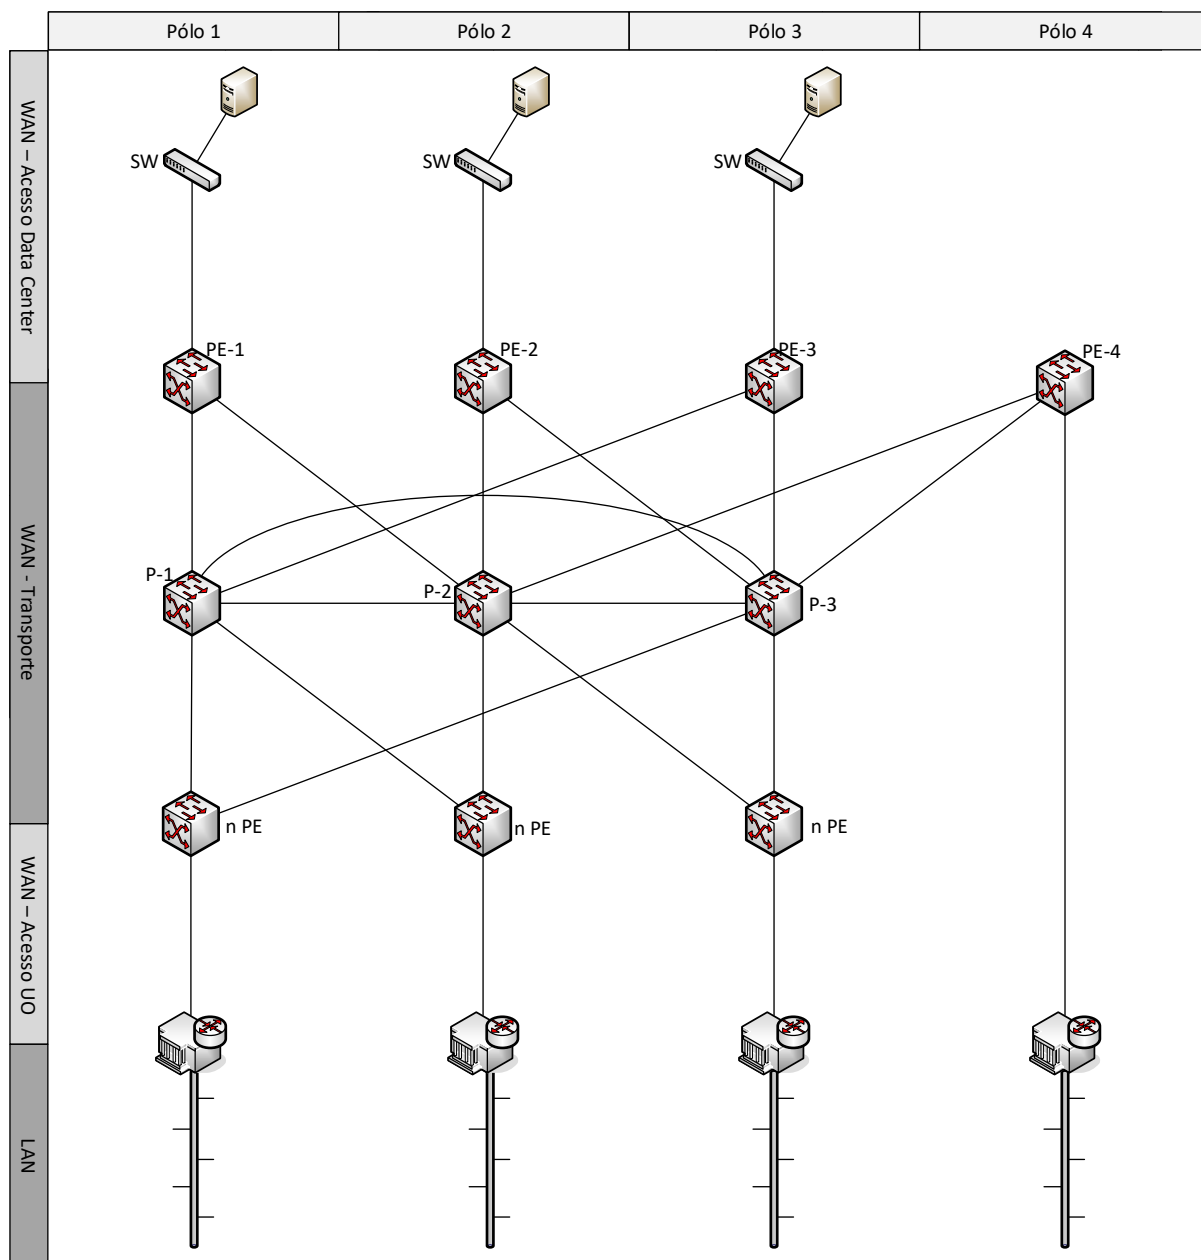 Pólo 1
Pólo 2
Pólo 3
Pólo 4
WAN – Acesso Data Center
SW
SW
SW
PE-1
PE-2
PE-3
PE-4
WAN - Transporte
P-1
P-2
P-3
n PE
n PE
n PE
WAN – Acesso UO
LAN